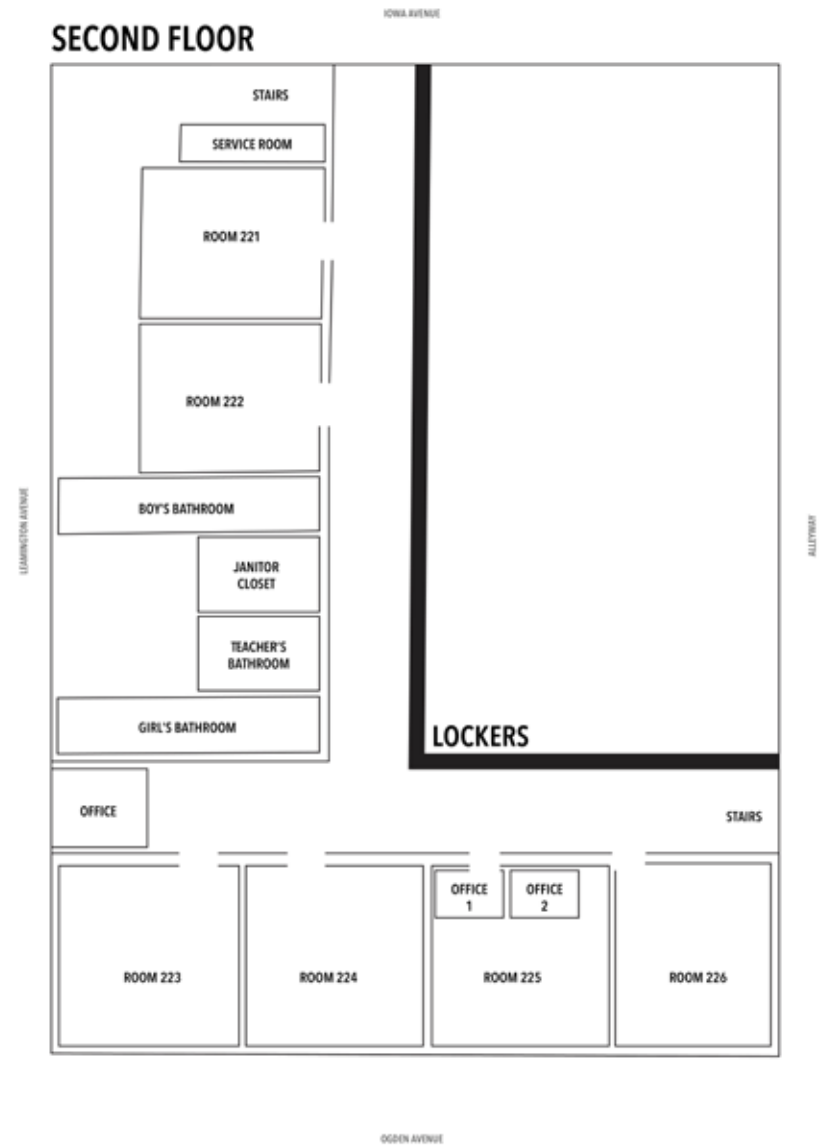 IOWA AVENUE
SECOND FLOOR
STAIRS
SERVICE ROOM
ROOM 221
ROOM 222
LEAMINGTON AVENUE
BOY'S BATHROOM
ALLEYWAY
JANITOR
CLOSET
TEACHER'S
BATHROOM
GIRL'S BATHROOM
LOCKERS
OFFICE
STAIRS
OFFICE
1
OFFICE
2
ROOM 223
ROOM 224
ROOM 225
ROOM 226
OGDEN AVENUE